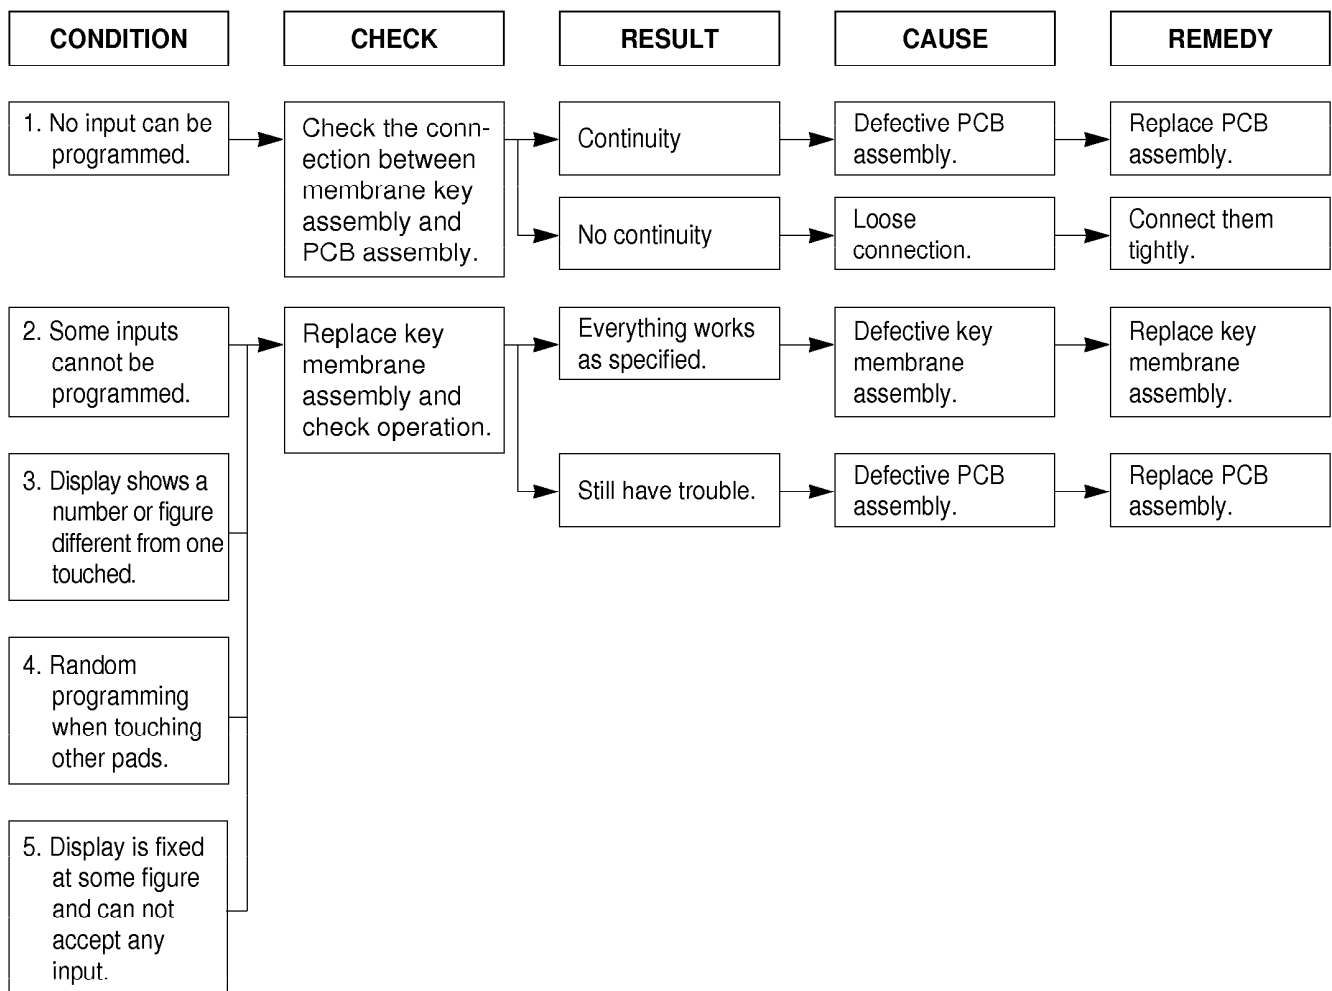 CONDITION
CHECK
RESULT
CAUSE
REMEDY
1. No input can be
programmed.
Check the conn-
ection between
membrane key
assembly and
PCB assembly.
Continuity
Defective PCB
assembly.
Replace PCB
assembly.
No continuity
Loose
connection.
Connect them
tightly.
2. Some inputs
cannot be
programmed.
Replace key
membrane
assembly and
check operation.
Everything works
as specified.
Defective key
membrane
assembly.
Replace key
membrane
assembly.
3. Display shows a
number or figure
different from one
touched.
Still have trouble.
Defective PCB
assembly.
Replace PCB
assembly.
4. Random
programming
when touching
other pads.
5. Display is fixed
at some figure
and can not
accept any
input.